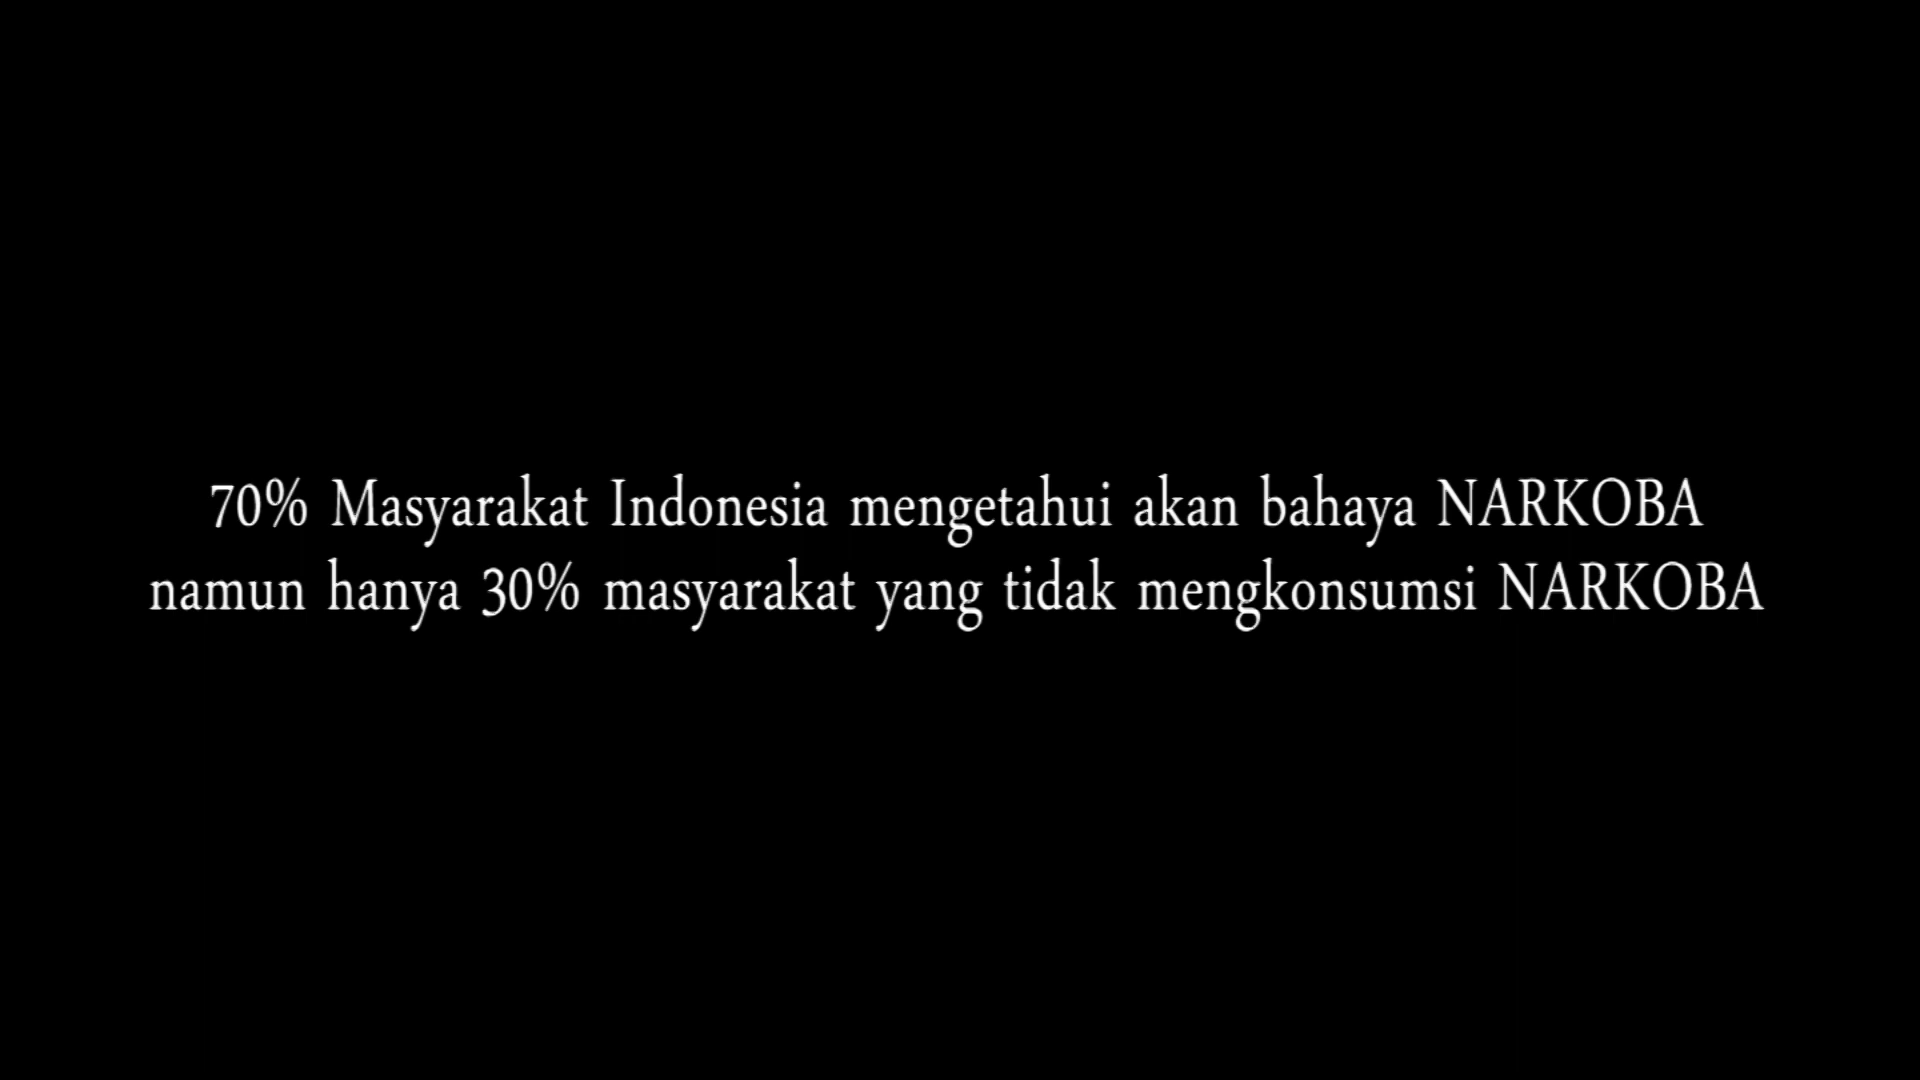 70% Masyarakat Indonesia mengetahui akan bahaya NARKOBA
namun hanya 30% masyarakat yang tidak mengkonsumsi NARKOBA